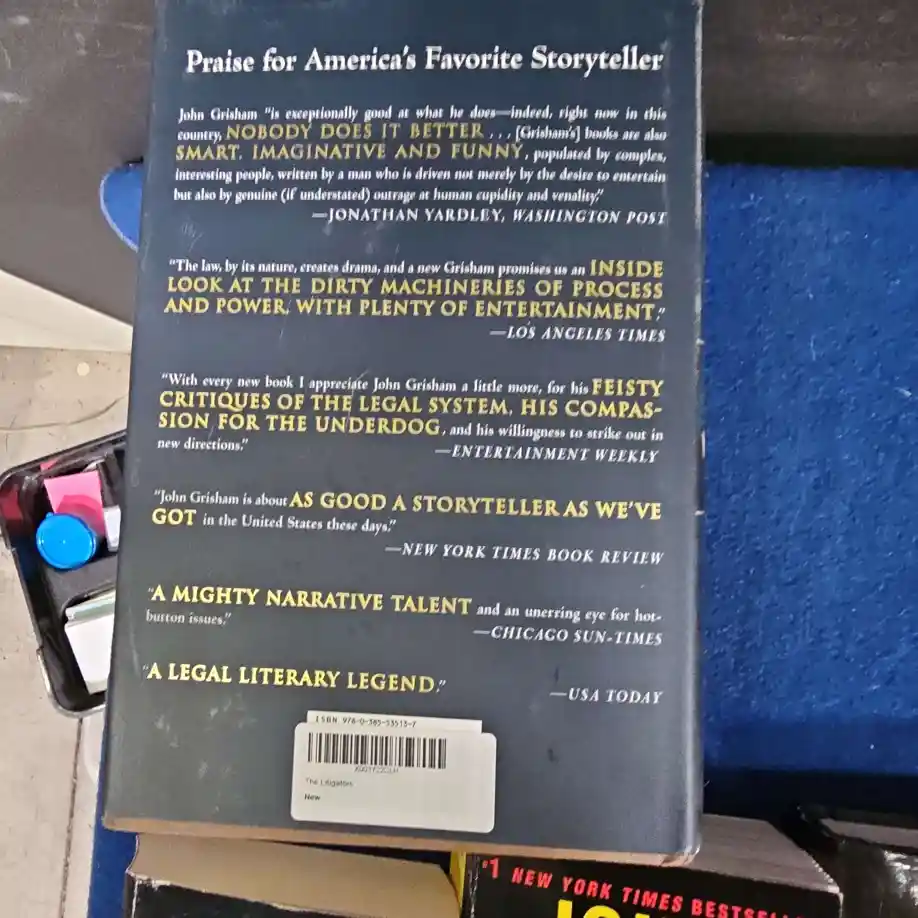 Praise for America's Favorite Storyteller
John Grisham "is exceptionally good at what he does—indeed, right now in this
country, NOBODY DOES IT BETTER . . . [Grisham's] books are also
SMART, IMAGINATIVE AND FUNNY, populated by complex,
interesting people, written by a man who is driven not merely by the desire to entertain
but also by genuine (if understated) outrage at human cupidity and venality."
—JONATHAN YARDLEY, WASHINGTON POST
"The law, by its nature, creates drama, and a new Grisham promises us an INSIDE
LOOK AT THE DIRTY MACHINERIES OF PROCESS
AND POWER, WITH PLENTY OF ENTERTAINMENT."
—LOS ANGELES TIMES
"With every new book I appreciate John Grisham a little more, for his FEISTY
CRITIQUES OF THE LEGAL SYSTEM, HIS COMPAS-
SION FOR THE UNDERDOG, and his willingness to strike out in
new directions."
—ENTERTAINMENT WEEKLY
"John Grisham is about AS GOOD A STORYTELLER AS WE'VE
GOT in the United States these days."
—NEW YORK TIMES BOOK REVIEW
"A MIGHTY NARRATIVE TALENT and an unerring eye for hot-
button issues."
—CHICAGO SUN-TIMES
"A LEGAL LITERARY LEGEND."
—USA TODAY
ISBN 978-0-385-53513-7
The Litigators
New
#1 NEW YORK TIMES